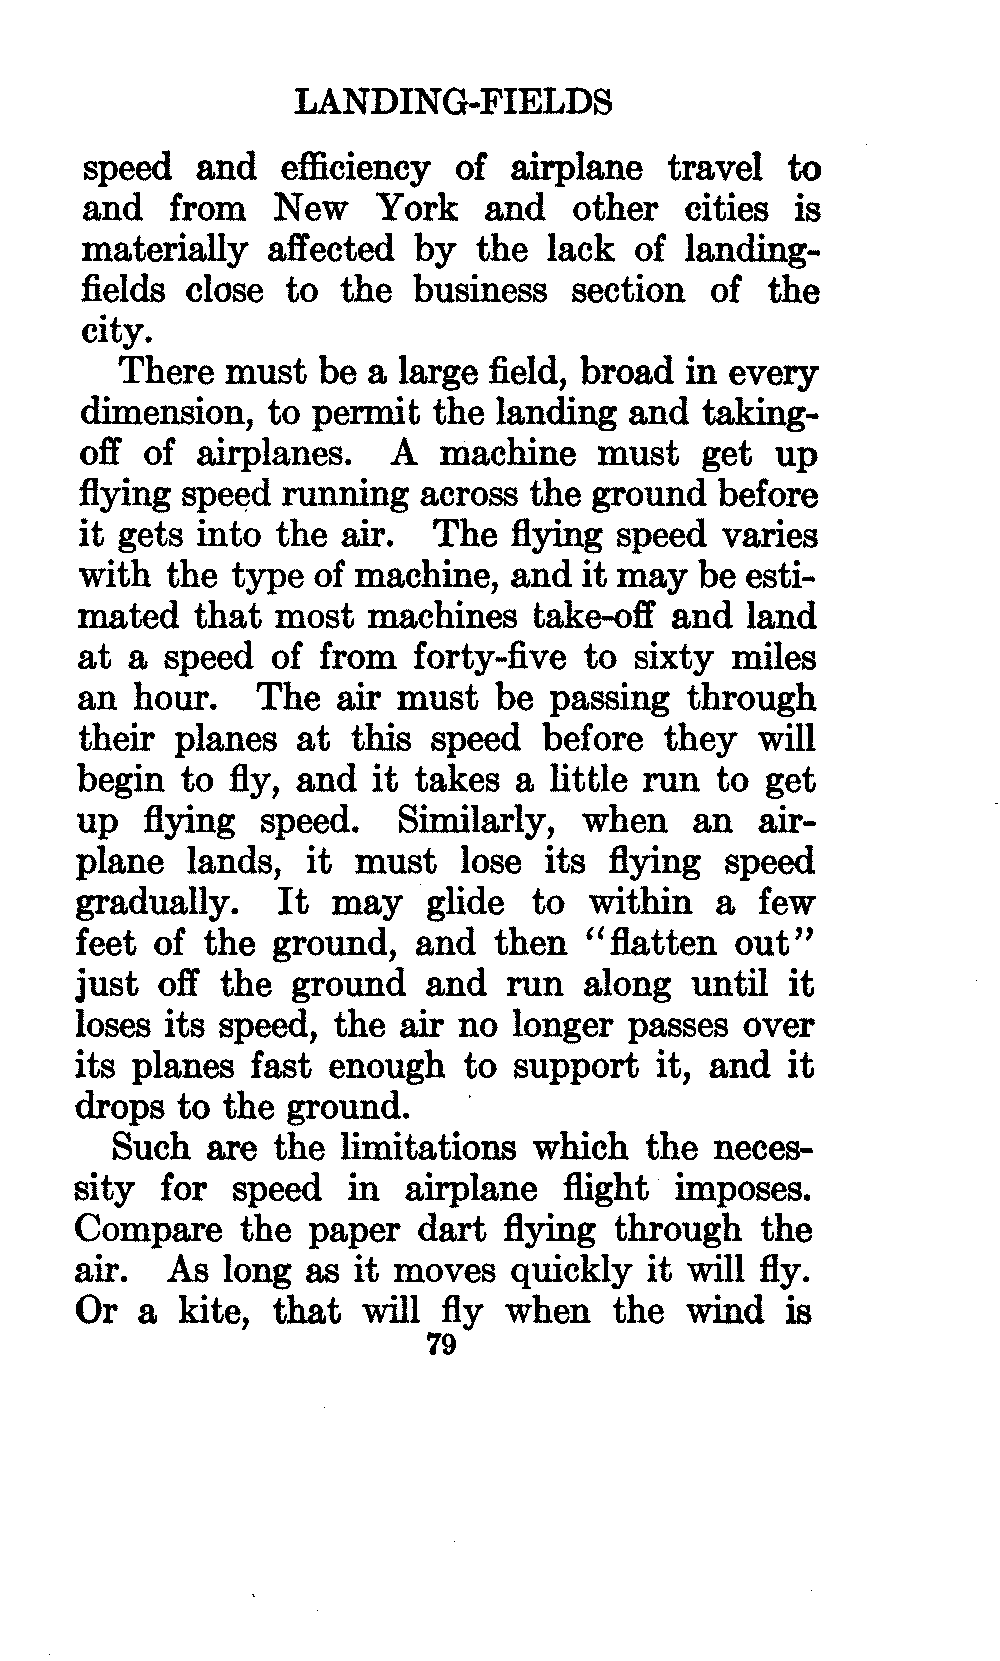 LANDING-FIELDS
speed and efficiency of airplane travel to
and from New York and other cities is
materially affected by the lack of landing-
fields close to the business section of the
city.
There must be a large field, broad in every
dimension, to permit the landing and taking-
off of airplanes. A machine must get up
flying speed running across the ground before
it gets into the air. The flying speed varies
with the type of machine, and it may be esti-
mated that most machines take-off and land
at a speed of from forty-five to sixty miles
an hour. The air must be passing through
their planes at this speed before they will
begin to fly, and it takes a little run to get
up flying speed. Similarly, when an air-
plane lands, it must lose its flying speed
gradually. It may glide to within a few
feet of the ground, and then "flatten out"
just off the ground and run along until it
loses its speed, the air no longer passes over
its planes fast enough to support it, and it
drops to the ground.
Such are the limitations which the neces-
sity for speed in airplane flight imposes.
Compare the paper dart flying through the
air. As long as it moves quickly it will fly.
Or a kite, that will fly when the wind is
79